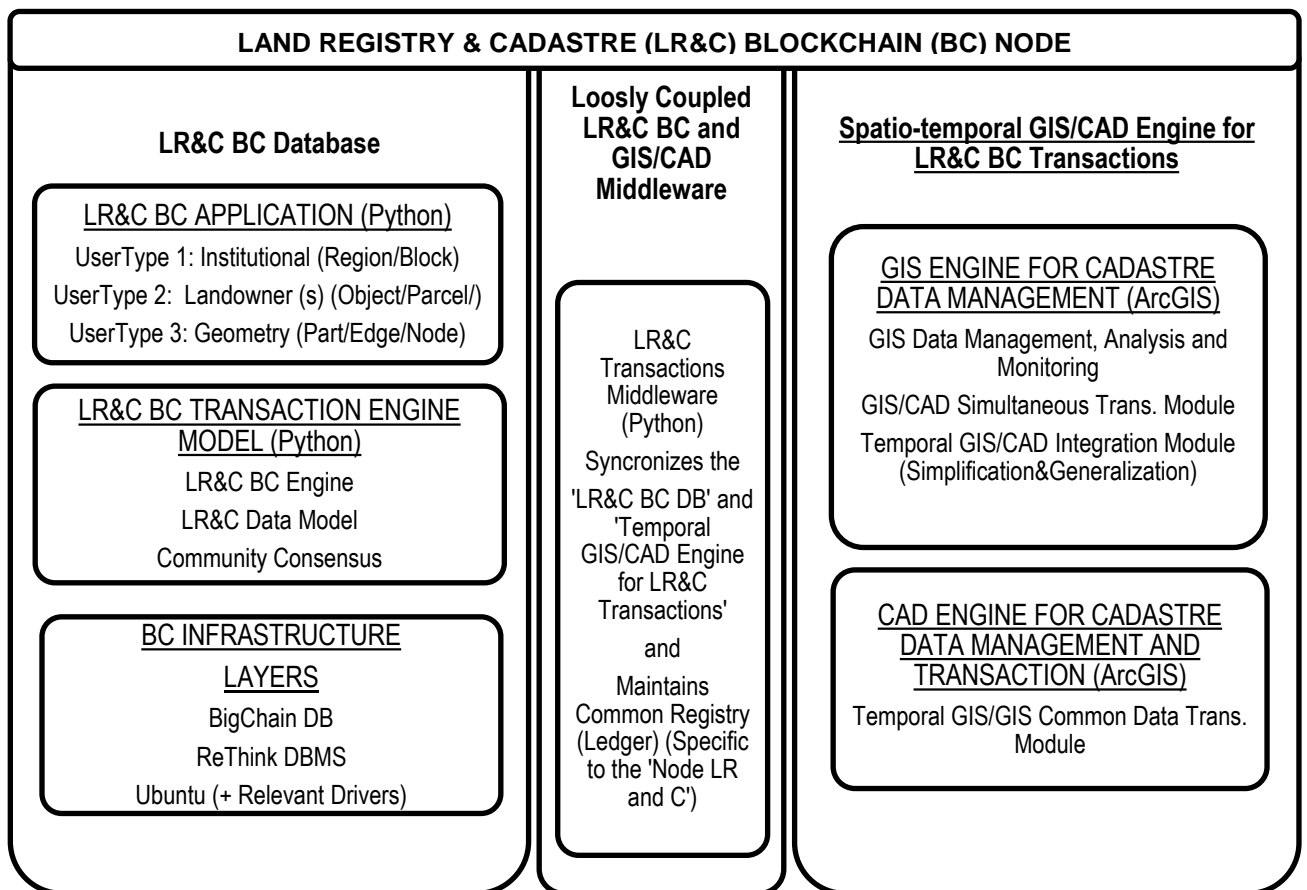 LAND REGISTRY & CADASTRE (LR&C) BLOCKCHAIN (BC) NODE
LR&C BC Database
LR&C BC APPLICATION (Python)
UserType 1: Institutional (Region/Block)
UserType 2: Landowner (s) (Object/Parcel/)
UserType 3: Geometry (Part/Edge/Node)
LR&C BC TRANSACTION ENGINE
MODEL (Python)
LR&C BC Engine
LR&C Data Model
Community Consensus
BC INFRASTRUCTURE
LAYERS
BigChain DB
ReThink DBMS
Ubuntu (+ Relevant Drivers)
Loosly Coupled
LR&C BC and
GIS/CAD
Middleware
LR&C
Transactions
Middleware
(Python)
Syncronizes the
'LR&C BC DB' and
'Temporal
GIS/CAD Engine
for LR&C
Transactions'
and
Maintains
Common Registry
(Ledger) (Specific
to the 'Node LR
and C')
Spatio-temporal GIS/CAD Engine for
LR&C BC Transactions
GIS ENGINE FOR CADASTRE
DATA MANAGEMENT (ArcGIS)
GIS Data Management, Analysis and
Monitoring
GIS/CAD Simultaneous Trans. Module
Temporal GIS/CAD Integration Module
(Simplification&Generalization)
CAD ENGINE FOR CADASTRE
DATA MANAGEMENT AND
TRANSACTION (ArcGIS)
Temporal GIS/GIS Common Data Trans.
Module